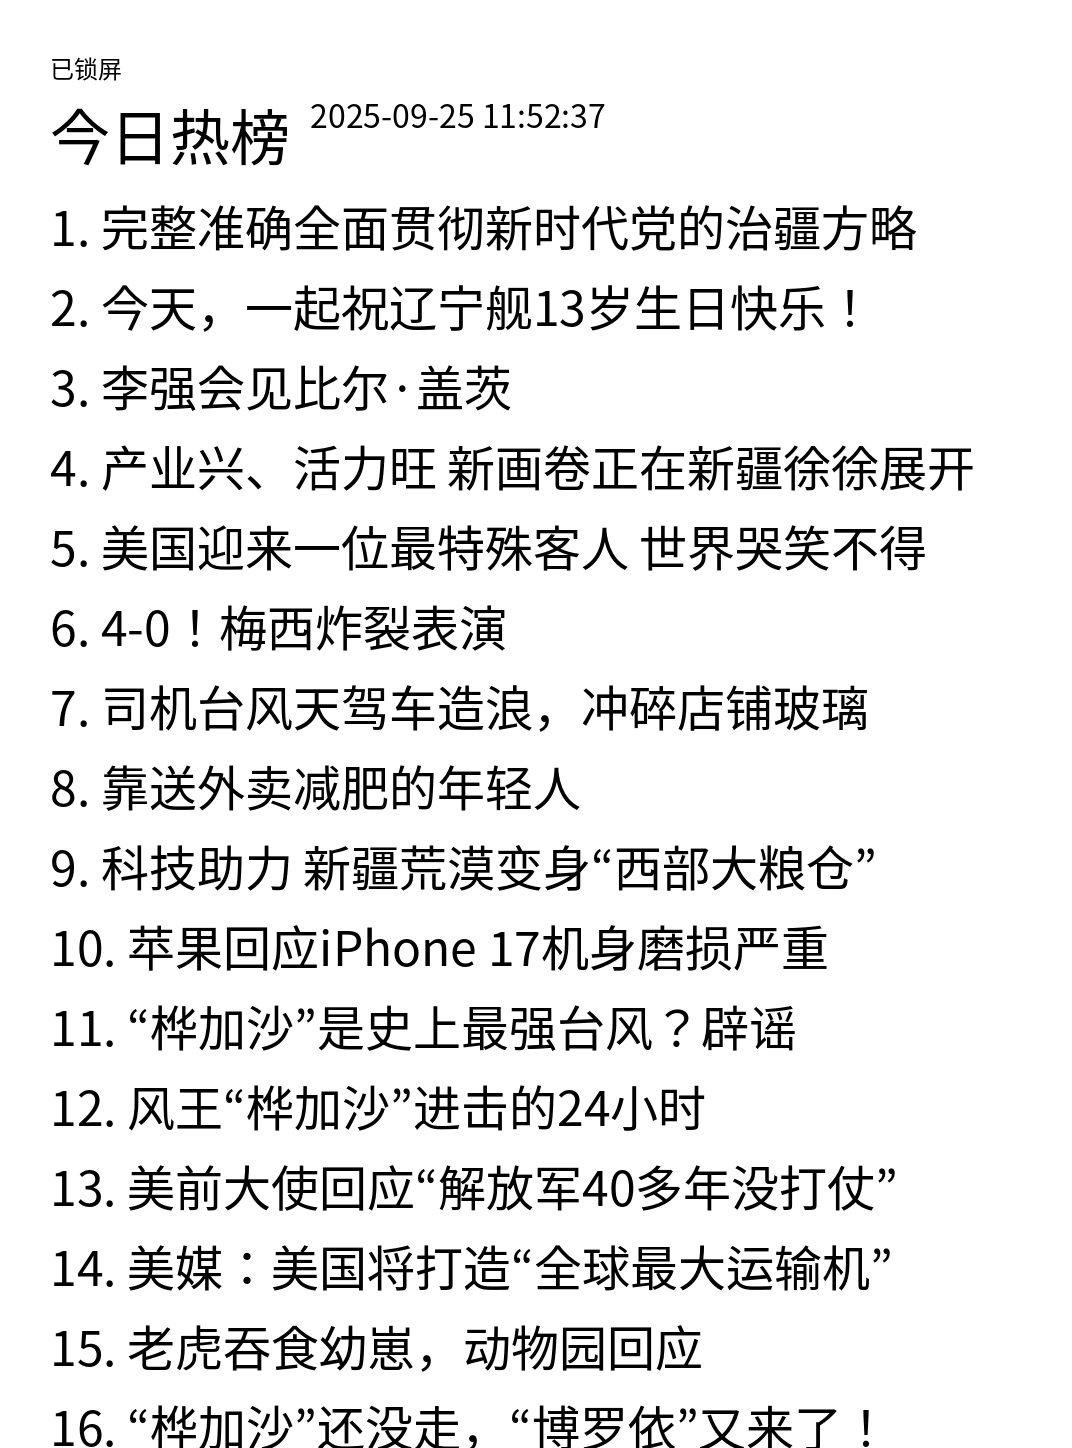 已锁屏
今日热榜 2025-09-25 11:52:37
1. 完整准确全面贯彻新时代党的治疆方略
2. 今天，一起祝辽宁舰13岁生日快乐！
3. 李强会见比尔·盖茨
4. 产业兴、活力旺 新画卷正在新疆徐徐展开
5. 美国迎来一位最特殊客人 世界哭笑不得
6. 4-0！梅西炸裂表演
7. 司机台风天驾车造浪，冲碎店铺玻璃
8. 靠送外卖减肥的年轻人
9. 科技助力 新疆荒漠变身“西部大粮仓”
10. 苹果回应iPhone 17机身磨损严重
11. “桦加沙”是史上最强台风？辟谣
12. 风王“桦加沙”进击的24小时
13. 美前大使回应“解放军40多年没打仗”
14. 美媒：美国将打造“全球最大运输机”
15. 老虎吞食幼崽，动物园回应
16. “桦加沙”还没走，“博罗依”又来了！